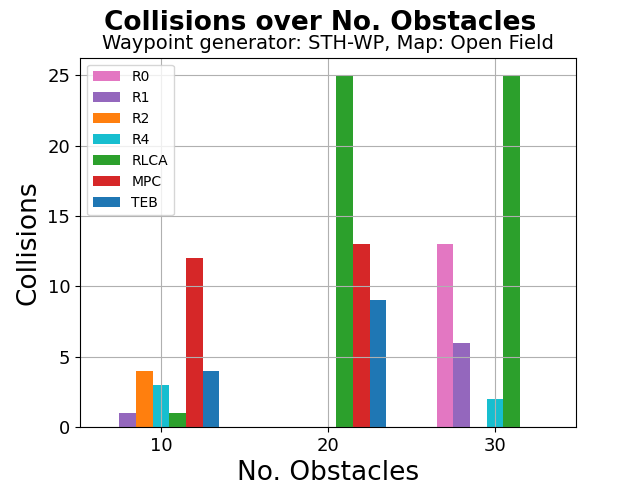 Collisions over No. Obstacles
Waypoint generator: STH-WP, Map: Open Field
R0
R1
R2
R4
RLCA
MPC
TEB
25
20
15
10
5
0
Collisions
10 20 30
No. Obstacles